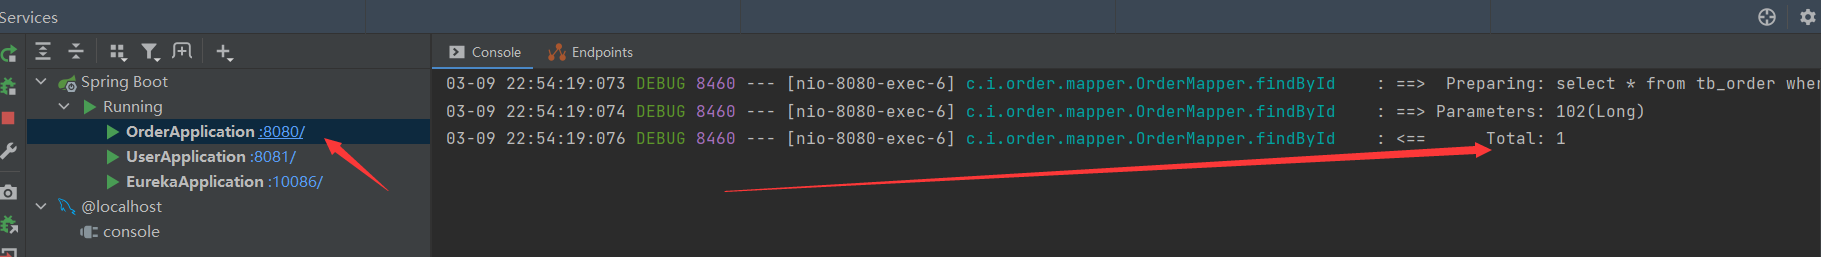 Services
Console
Endpoints
Spring Boot
Running
OrderApplication :8080/
UserApplication :8081/
EurekaApplication :10086/
@localhost
console
03-09 22:54:19:073 DEBUG 8460 --- [nio-8080-exec-6] c.i.order.mapper.OrderMapper.findById    : ==>  Preparing: select * from tb_order wher
03-09 22:54:19:074 DEBUG 8460 --- [nio-8080-exec-6] c.i.order.mapper.OrderMapper.findById    : ==> Parameters: 102(Long)
03-09 22:54:19:076 DEBUG 8460 --- [nio-8080-exec-6] c.i.order.mapper.OrderMapper.findById    : <==      Total: 1